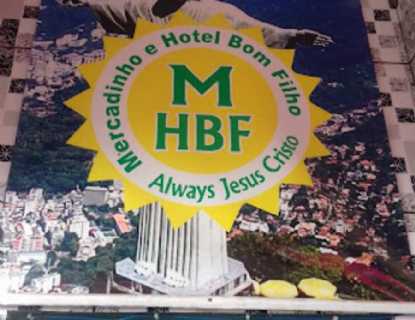 Mercadinho e Hotel Bom Filho
M
HBF
Always Jesus Cristo